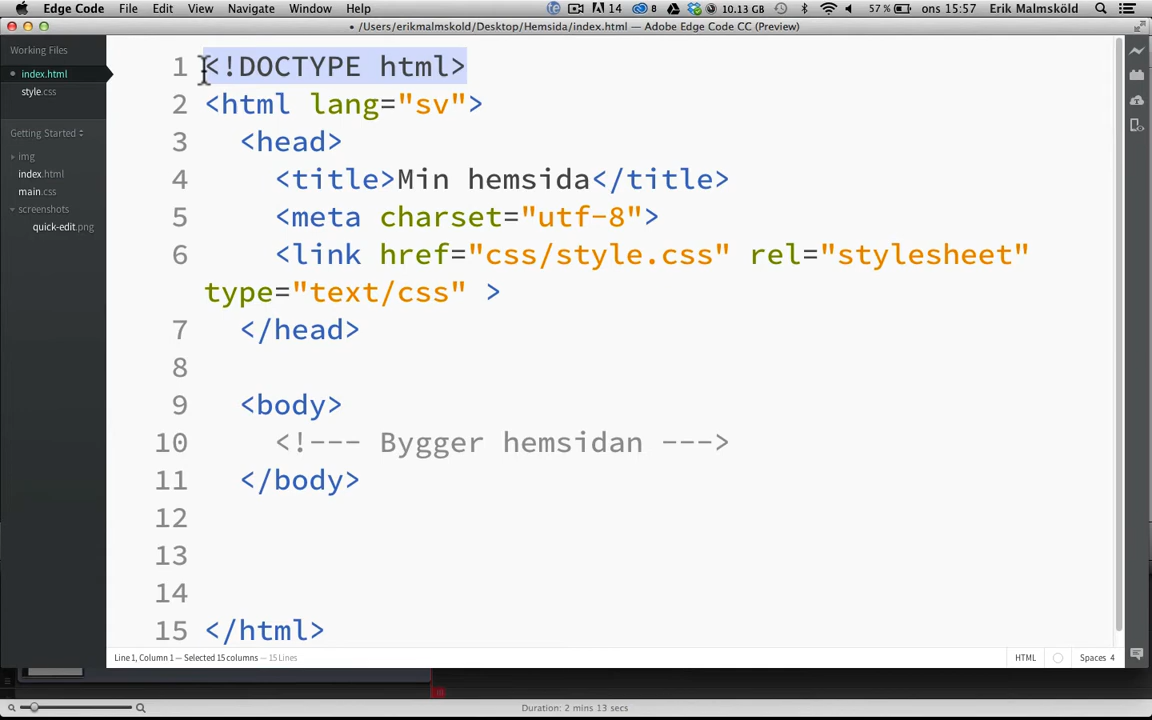 Edge Code File Edit View Navigate Window Help 14 8 10.13 GB 57 % ons 15:57 Erik Malmsköld
• /Users/erikmalmskold/Desktop/Hemsida/index.html — Adobe Edge Code CC (Preview)
Working Files
index.html
style.css
Getting Started
img
index.html
main.css
screenshots
quick-edit.png
1 <!DOCTYPE html>
2 <html lang="sv">
3 <head>
4 <title>Min hemsida</title>
5 <meta charset="utf-8">
6 <link href="css/style.css" rel="stylesheet"
type="text/css" >
7 </head>
8
9 <body>
10 <!--- Bygger hemsidan --->
11 </body>
12
13
14
15 </html>
Line 1, Column 1 — Selected 15 columns — 15 Lines HTML Spaces 4
Duration: 2 mins 13 secs